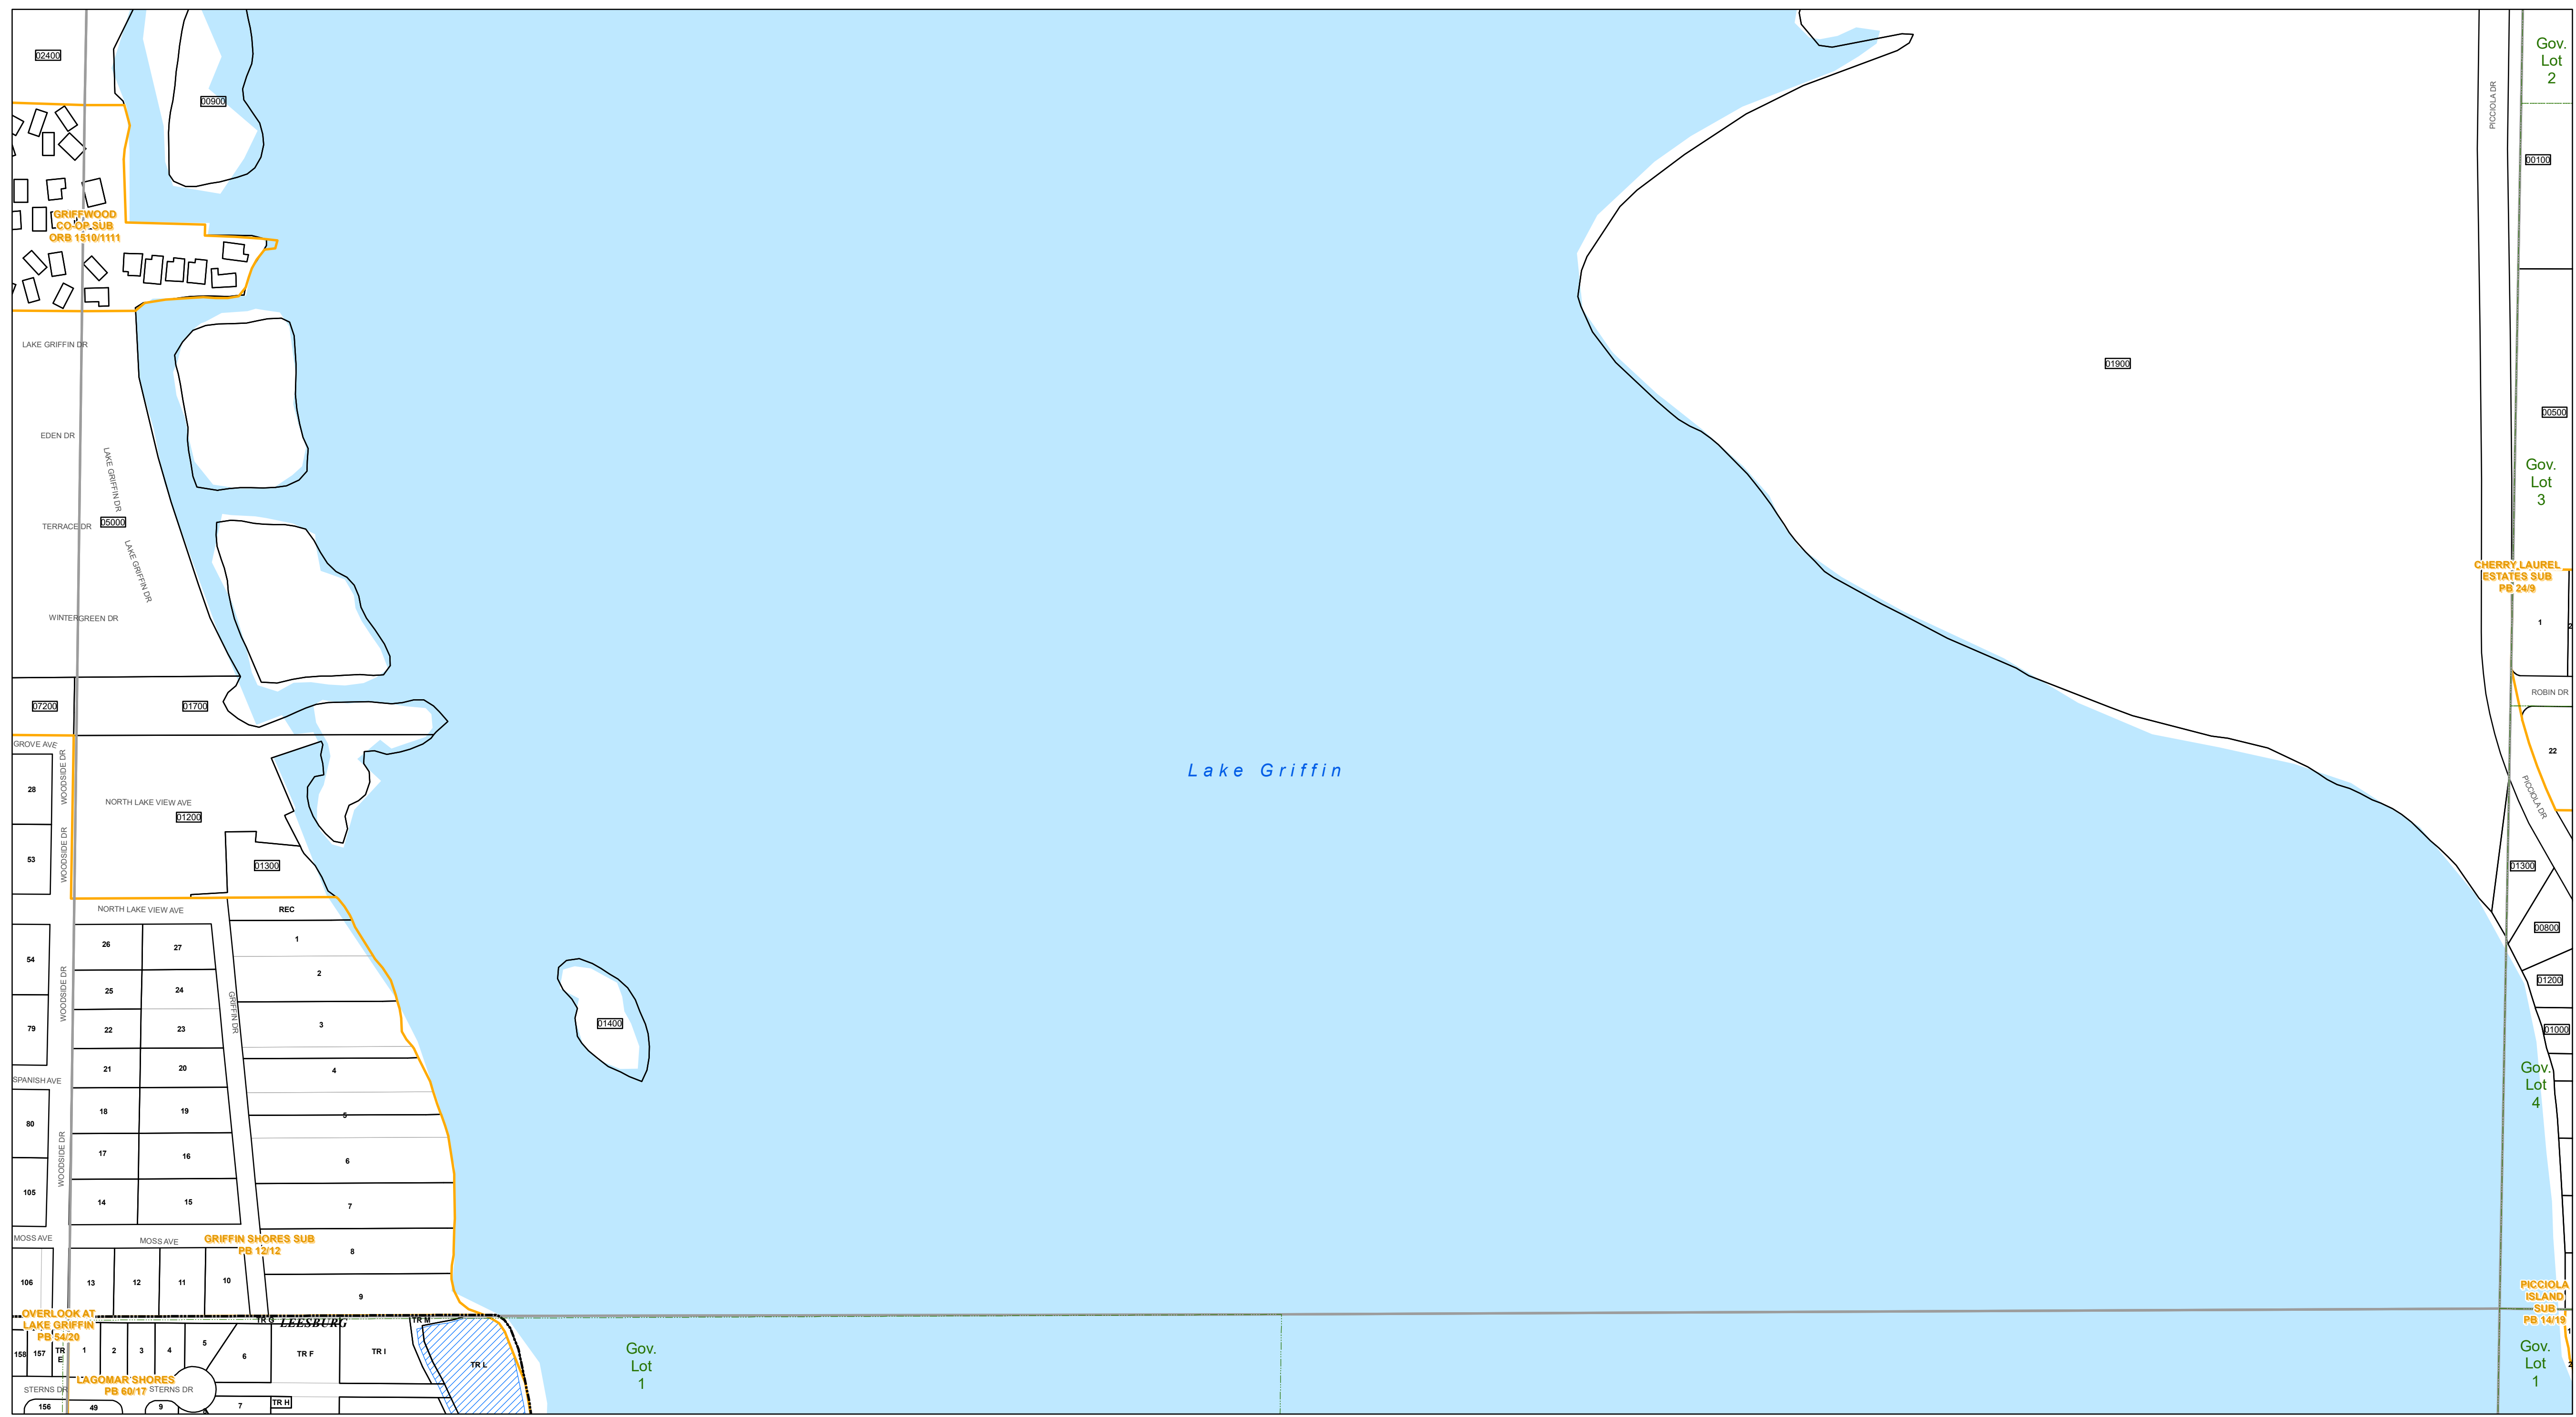 02400
00900
Gov.
Lot
2
PICCIOLA DR
00100
GRIFFWOOD
CO-OP SUB
ORB 1510/1111
LAKE GRIFFIN DR
01900
00500
EDEN DR
LAKE GRIFFIN DR
Gov.
Lot
3
05000
TERRACE DR
LAKE GRIFFIN DR
CHERRY LAUREL
ESTATES SUB
PB 24/9
WINTERGREEN DR
1
2
ROBIN DR
07200
01700
GROVE AVE
WOODSIDE DR
22
Lake Griffin
28
NORTH LAKE VIEW AVE
PICCIOLA DR
01200
53
WOODSIDE DR
01300
01300
NORTH LAKE VIEW AVE
REC
00800
26
27
1
54
2
01200
WOODSIDE DR
25
24
GRIFFIN DR
01400
79
22
23
3
01000
21
20
4
SPANISH AVE
Gov.
Lot
4
18
19
5
80
17
16
6
WOODSIDE DR
105
14
15
7
MOSS AVE
MOSS AVE
GRIFFIN SHORES SUB
PB 12/12
8
106
13
12
11
10
9
PICCIOLA
ISLAND
SUB
PB 14/19
OVERLOOK AT
LAKE GRIFFIN
PB 54/20
TR G
LEESBURG
TR M
1
158
157
TR
E
1
2
3
4
5
6
TR F
TR I
TR L
Gov.
Lot
1
Gov.
Lot
1
2
LAGOMAR SHORES
PB 60/17
STERNS DR
STERNS DR
156
49
9
7
TR H